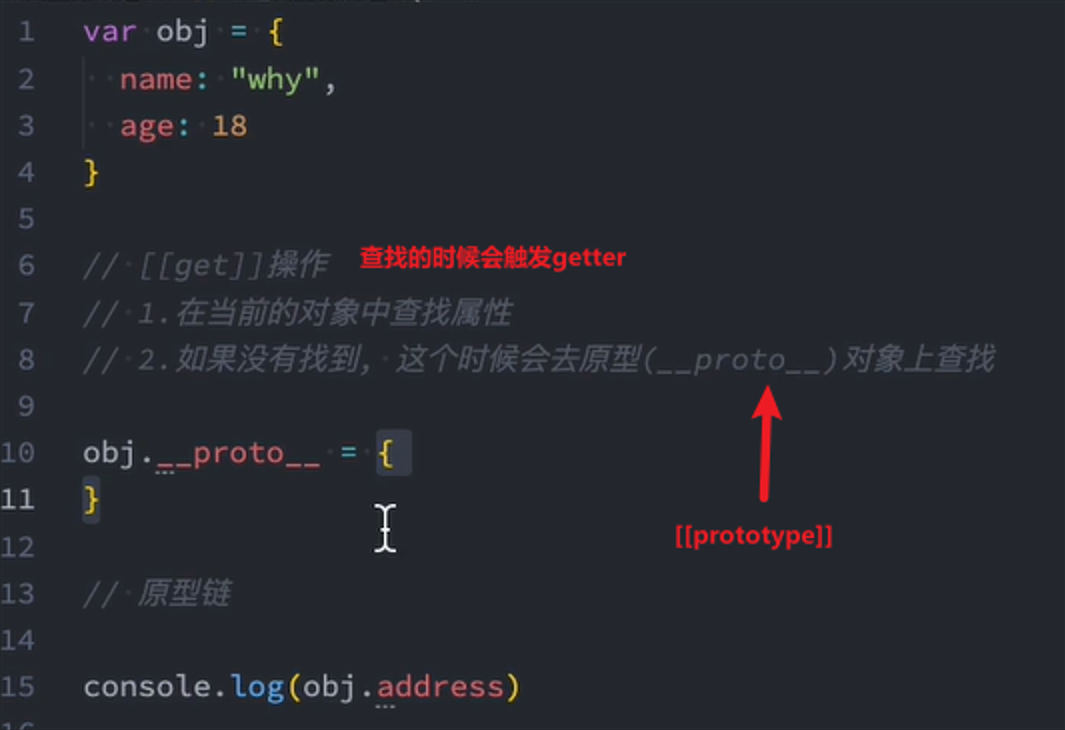 1 var obj = {
2 name: "why",
3 age: 18
4 }
5
6 // [[get]]操作 查找的时候会触发getter
7 // 1.在当前的对象中查找属性
8 // 2.如果没有找到, 这个时候会去原型(__proto__)对象上查找
9
10 obj.__proto__ = {
11 }
[[prototype]]
12
13 // 原型链
14
15 console.log(obj.address)
16